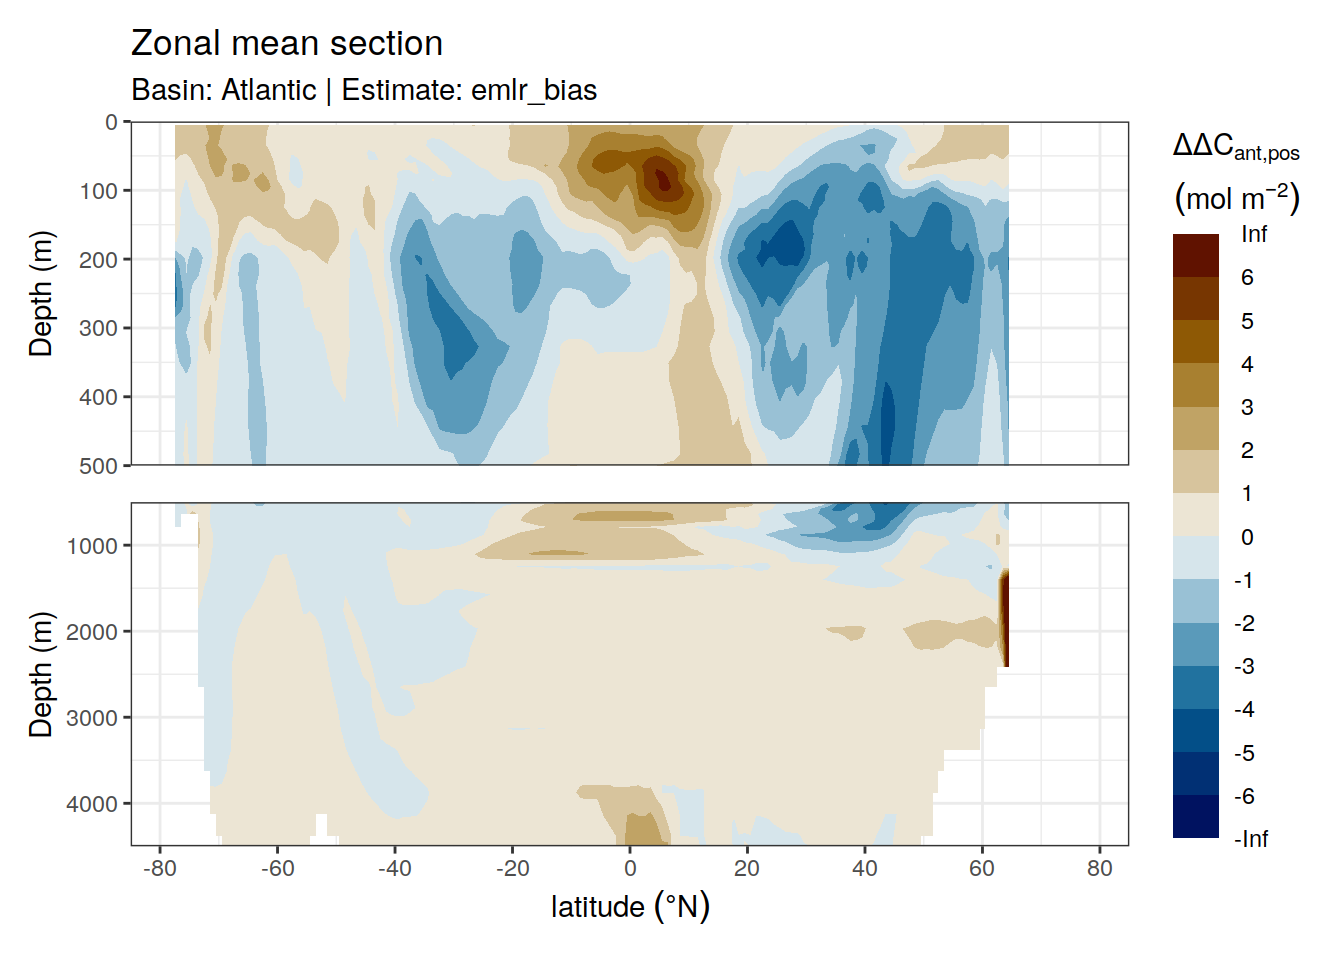 Zonal mean section
Basin: Atlantic | Estimate: emlr_bias
0
100
200
300
400
500
Depth (m)
1000
2000
3000
4000
Depth (m)
-80 -60 -40 -20 0 20 40 60 80
latitude (°N)
ΔΔCant,pos
(mol m−2)
Inf
6
5
4
3
2
1
0
-1
-2
-3
-4
-5
-6
-Inf